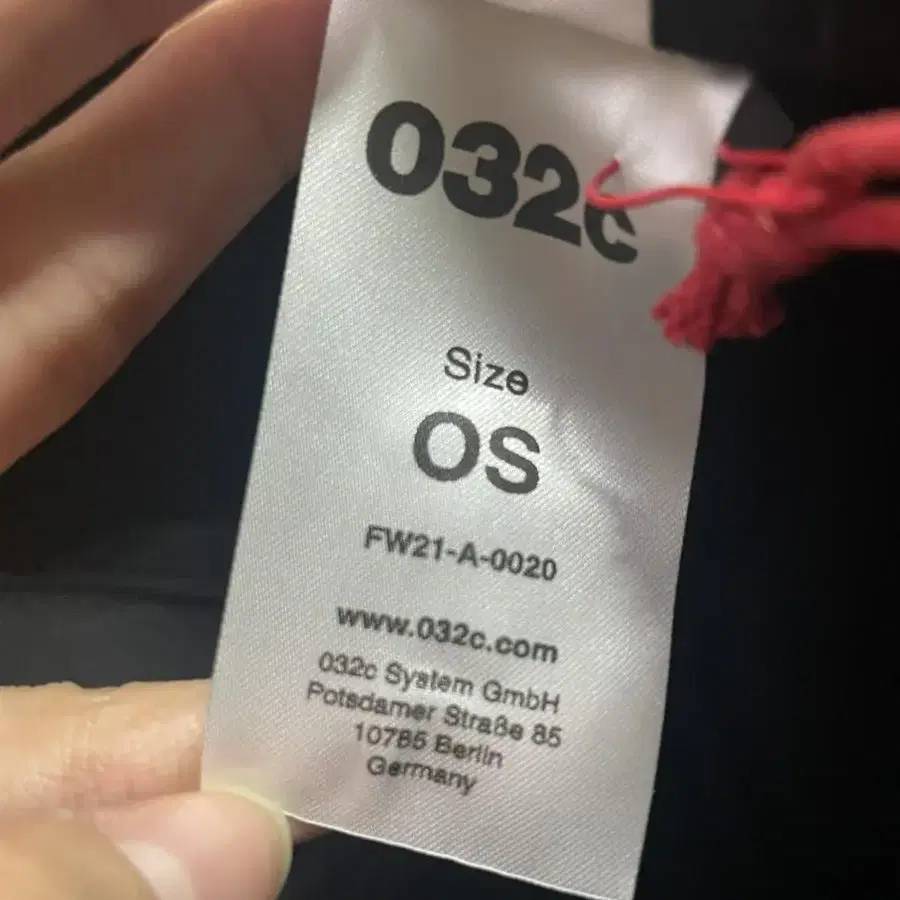 032c
Size
OS
FW21-A-0020
www.032c.com
032c System GmbH
Potsdamer Straße 85
10785 Berlin
Germany